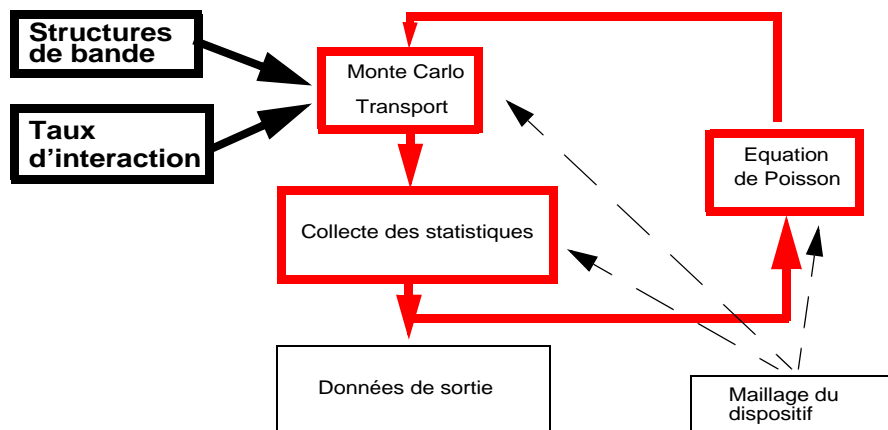 Structures
de bande
Monte Carlo
Transport
Taux
d’interaction
Equation
de Poisson
Collecte des statistiques
Données de sortie
Maillage du
dispositif